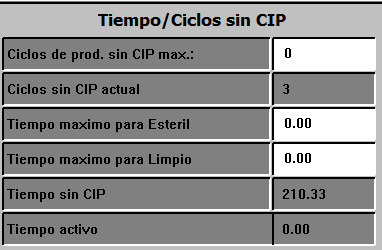 Tiempo/Ciclos sin CIP
Ciclos de prod. sin CIP max.: 0
Ciclos sin CIP actual 3
Tiempo maximo para Esteril 0.00
Tiempo maximo para Limpio 0.00
Tiempo sin CIP 210.33
Tiempo activo 0.00